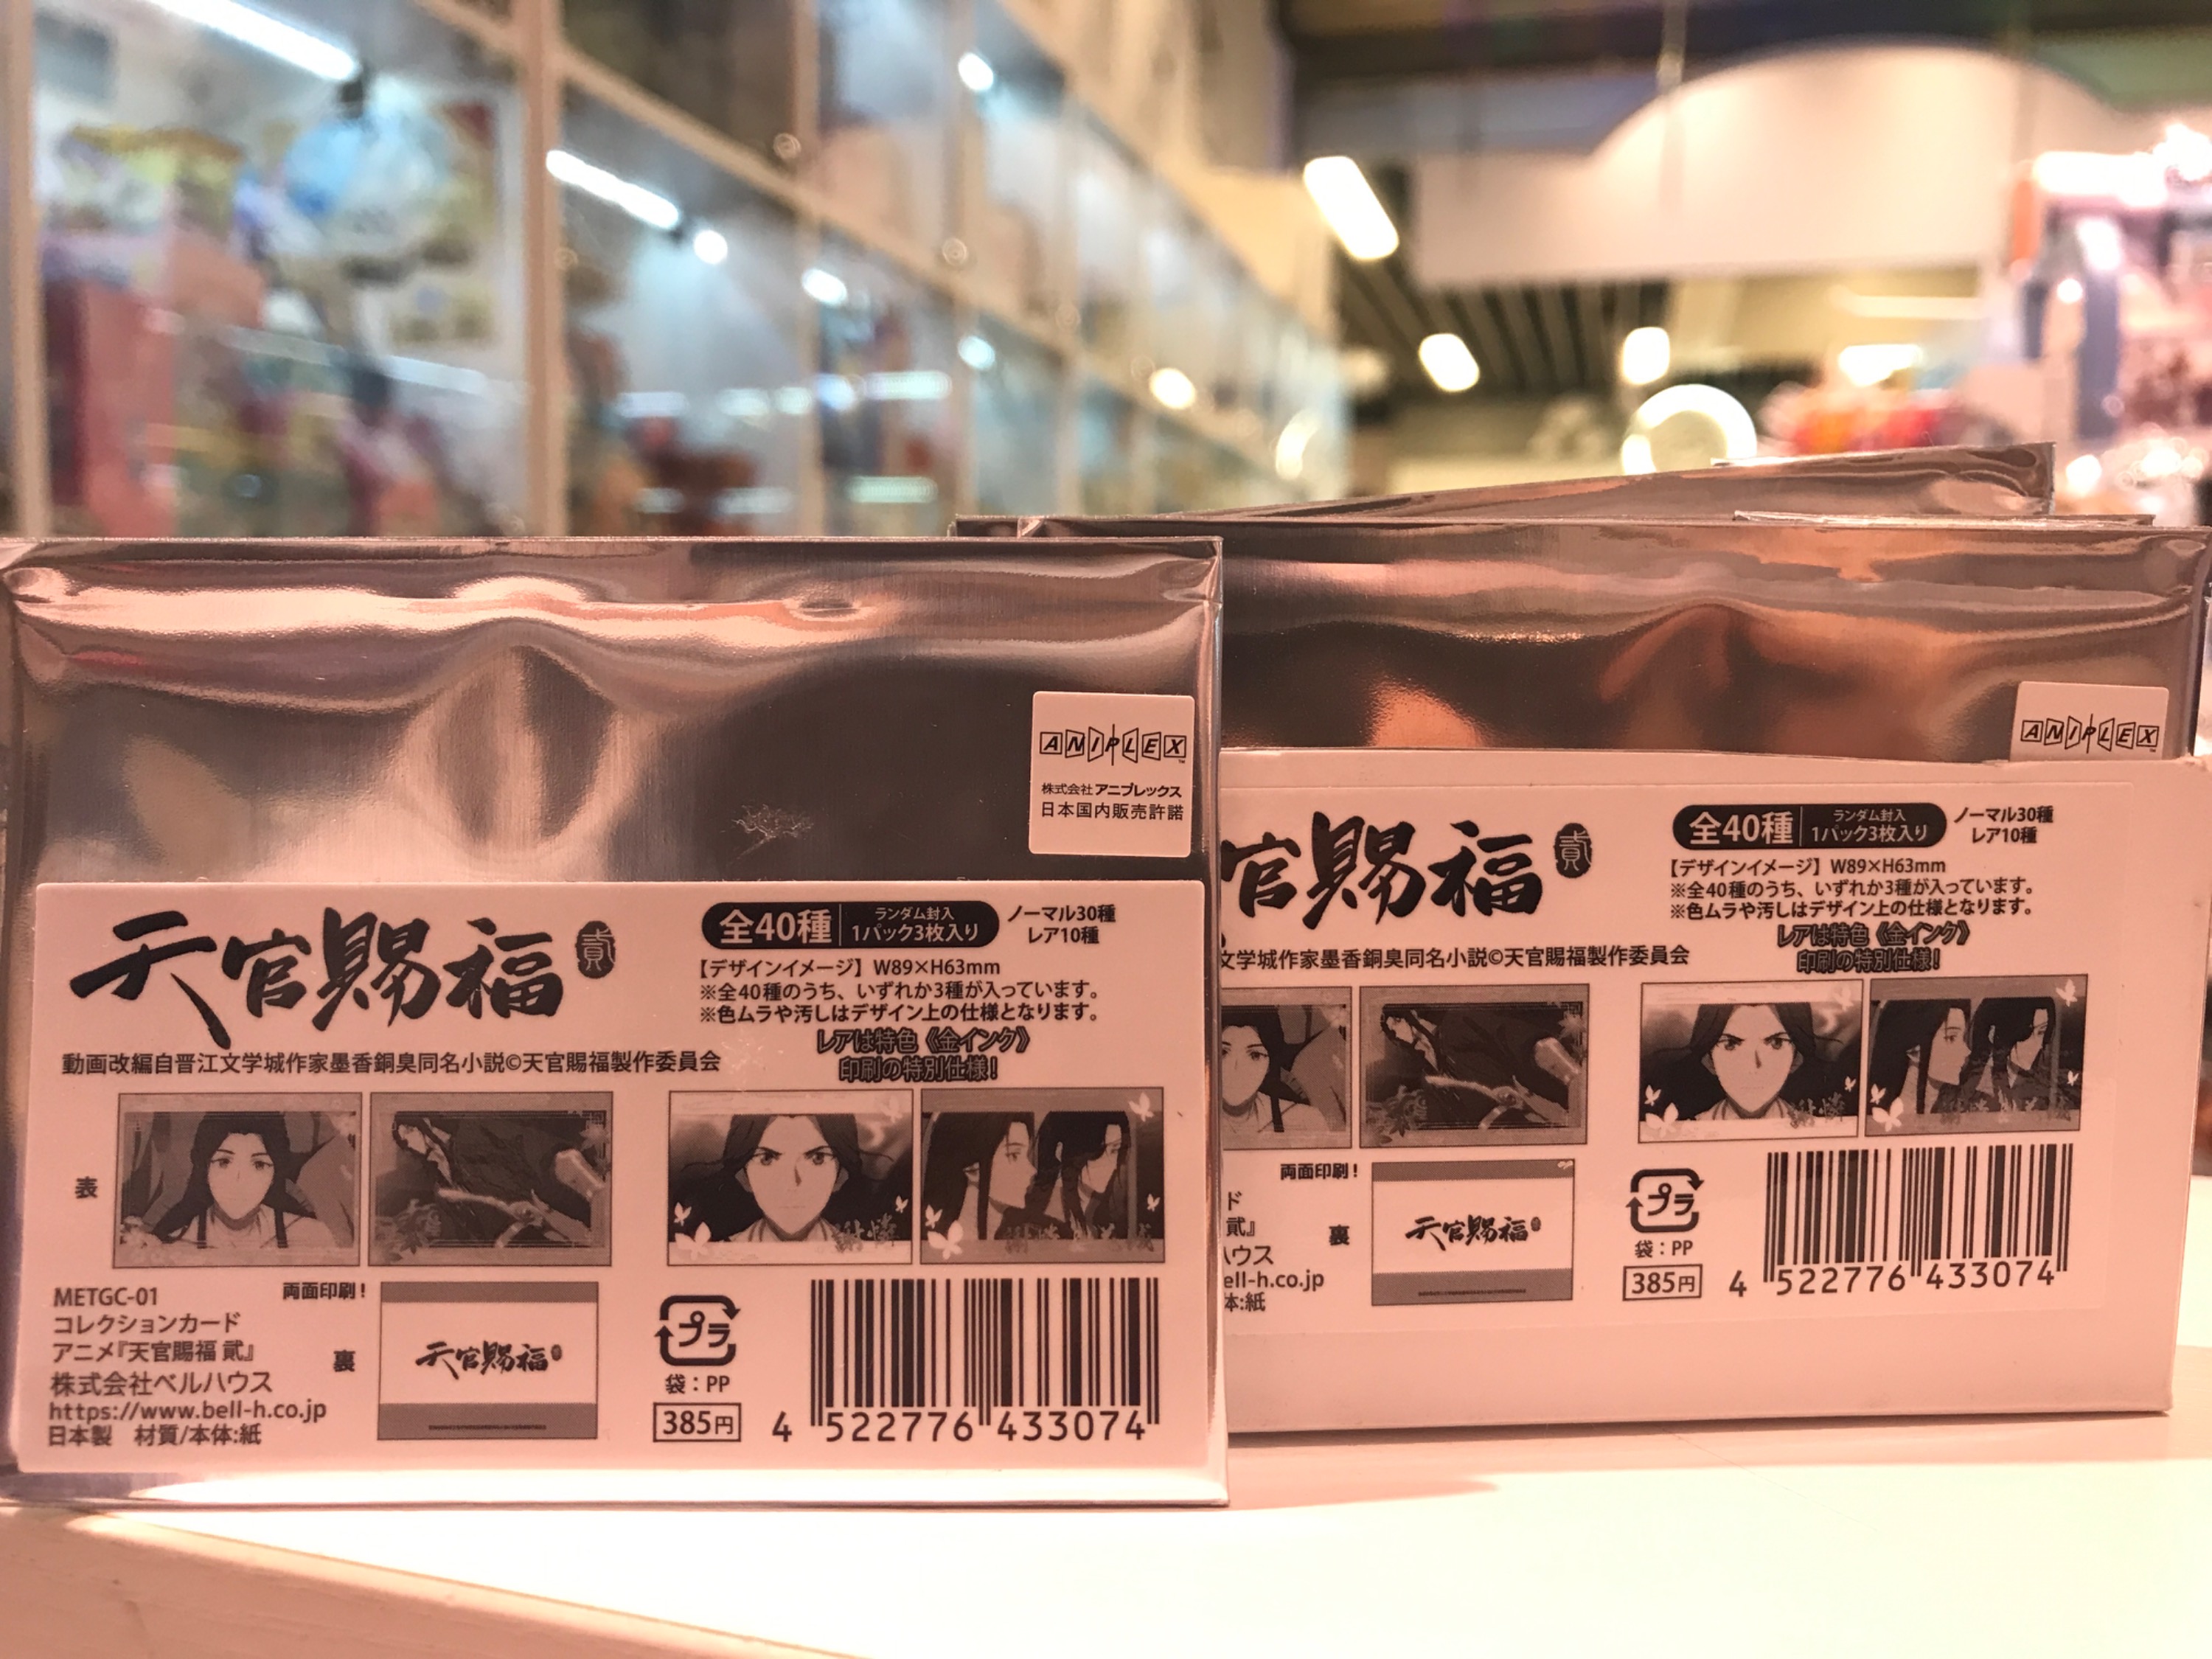 ANIPLEX
株式会社アニプレックス
日本国内販売許諾
天官賜福 貳
動画改編自晋江文学城作家墨香銅臭同名小説©天官賜福製作委員会
全40種 ランダム封入 1パック3枚入り
ノーマル30種
レア10種
【デザインイメージ】W89×H63mm
※全40種のうち、いずれか3種が入っています。
※色ムラや汚しはデザイン上の仕様となります。
レアは特色《金インク》
印刷の特別仕様!
表
METGC-01
コレクションカード
アニメ『天官賜福 貳』
株式会社ベルハウス
https://www.bell-h.co.jp
日本製 材質/本体:紙
両面印刷!
裏
天官賜福
プラ
袋:PP
385円
4 522776 433074
ANIPLEX
官賜福 貳
文学城作家墨香銅臭同名小説©天官賜福製作委員会
全40種 ランダム封入 1パック3枚入り
ノーマル30種
レア10種
【デザインイメージ】W89×H63mm
※全40種のうち、いずれか3種が入っています。
※色ムラや汚しはデザイン上の仕様となります。
レアは特色《金インク》
印刷の特別仕様!
両面印刷!
ド
貳』
ハウス
ell-h.co.jp
体:紙
裏
天官賜福
プラ
袋:PP
385円
4 522776 433074